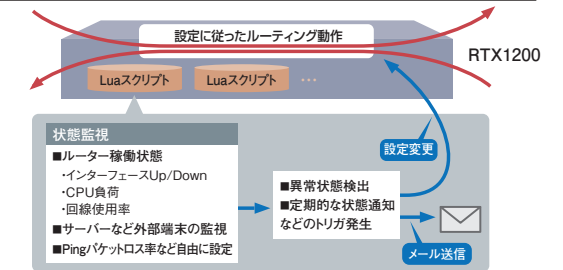 設定に従ったルーティング動作
RTX1200
Luaスクリプト
Luaスクリプト
…
状態監視
■ルーター稼働状態
・インターフェースUp/Down
・CPU負荷
・回線使用率
■サーバーなど外部端末の監視
■Pingパケットロス率など自由に設定
■異常状態検出
■定期的な状態通知
などのトリガ発生
設定変更
メール送信